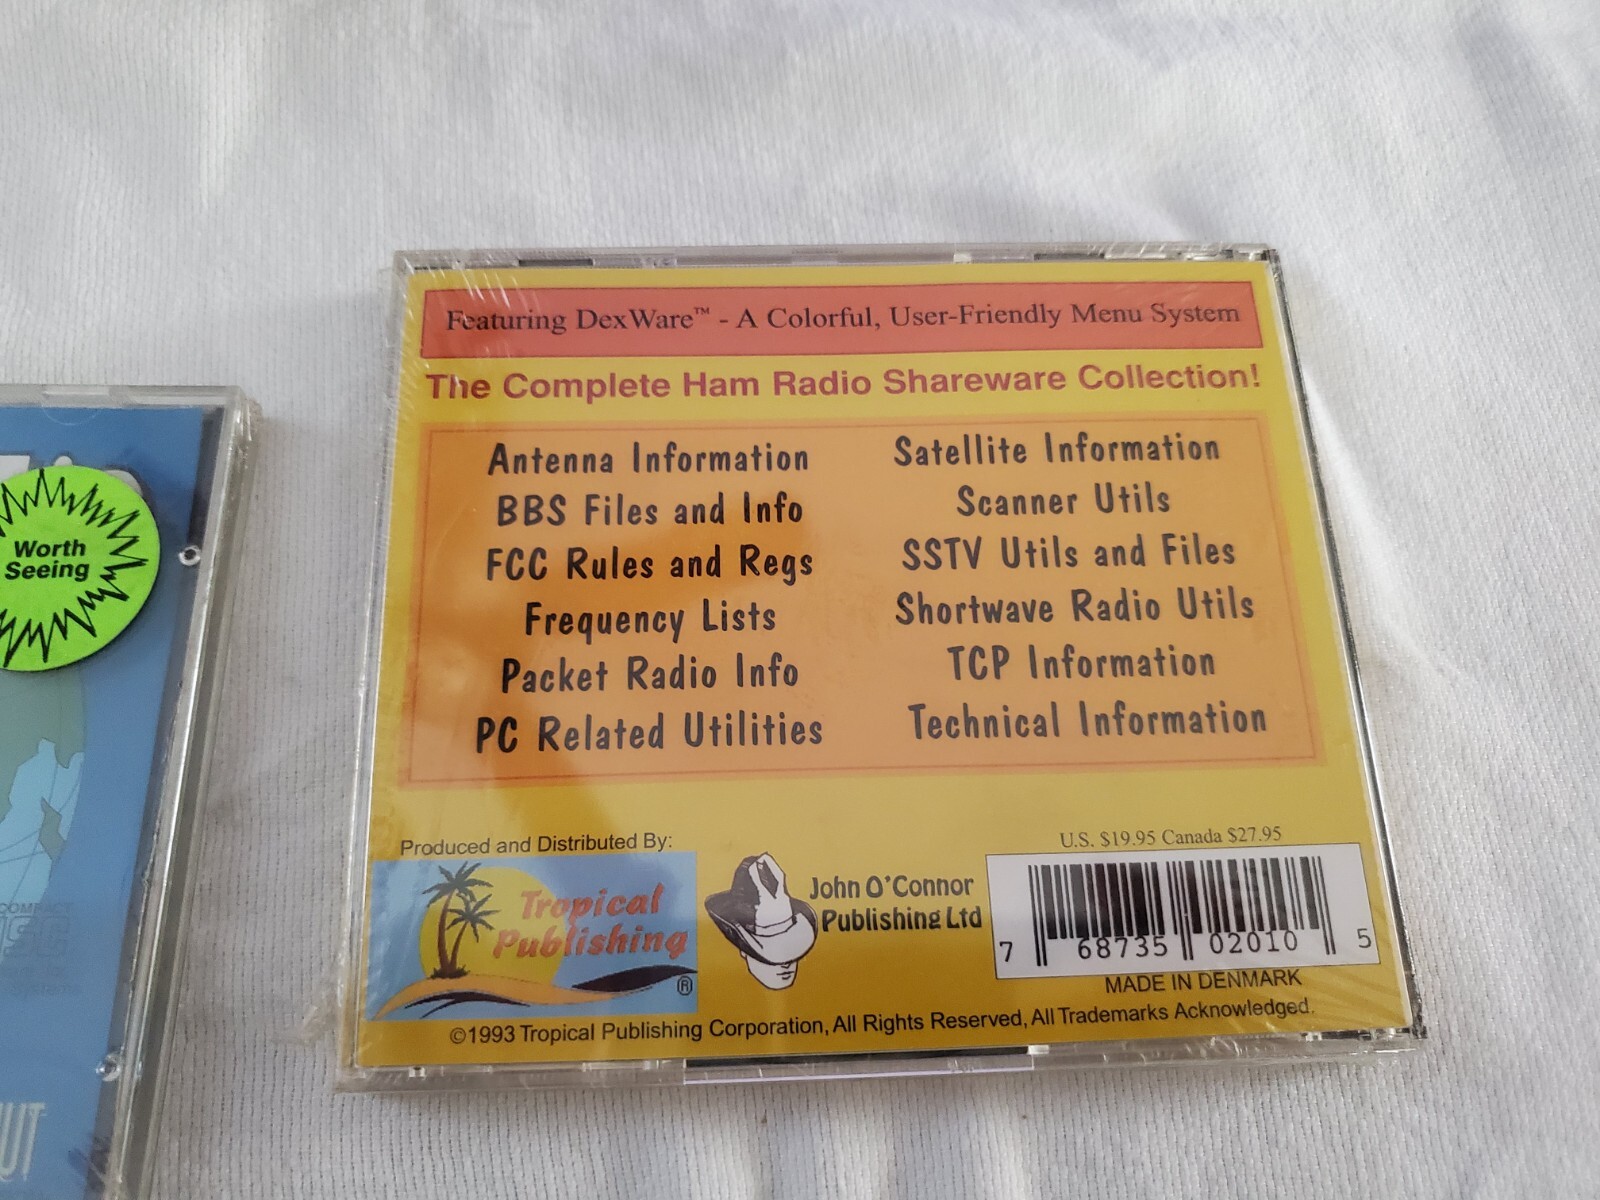 Featuring DexWare™ - A Colorful, User-Friendly Menu System
The Complete Ham Radio Shareware Collection!
Antenna Information
BBS Files and Info
FCC Rules and Regs
Frequency Lists
Packet Radio Info
PC Related Utilities
Satellite Information
Scanner Utils
SSTV Utils and Files
Shortwave Radio Utils
TCP Information
Technical Information
Produced and Distributed By:
Tropical
Publishing
®
John O'Connor
Publishing Ltd
U.S. $19.95 Canada $27.95
7 68735 02010 5
MADE IN DENMARK
©1993 Tropical Publishing Corporation, All Rights Reserved, All Trademarks Acknowledged.
Worth
Seeing
COMPACT